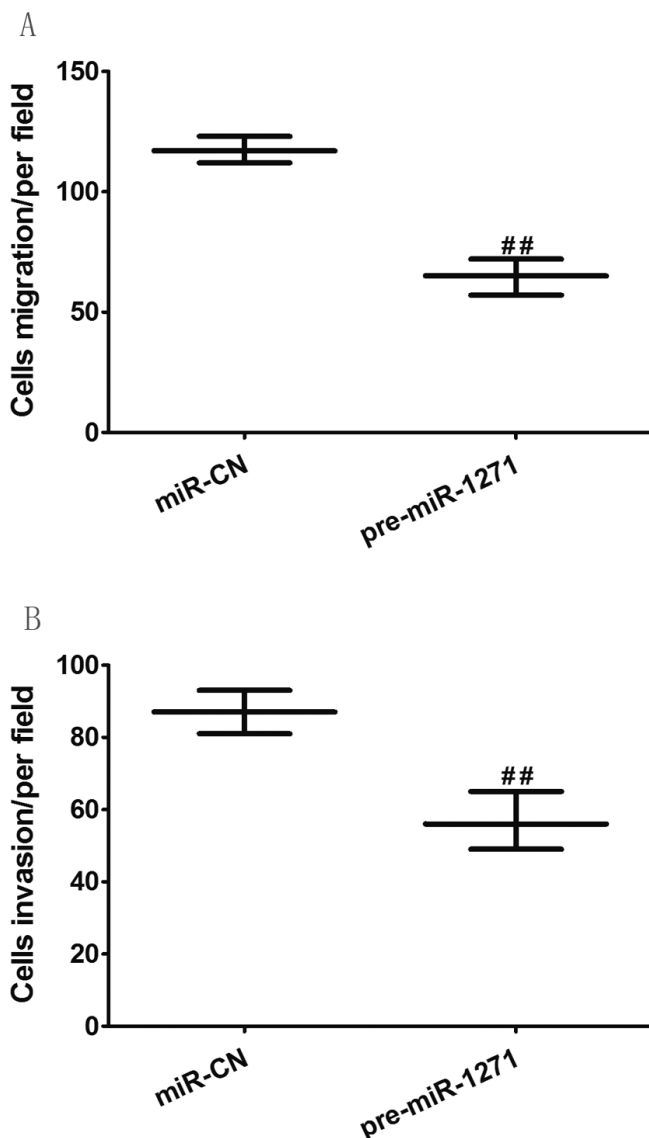 A
Cells migration/per field
150
100
50
0
##
miR-CN
pre-miR-1271
B
Cells invasion/per field
100
80
60
40
20
0
##
miR-CN
pre-miR-1271